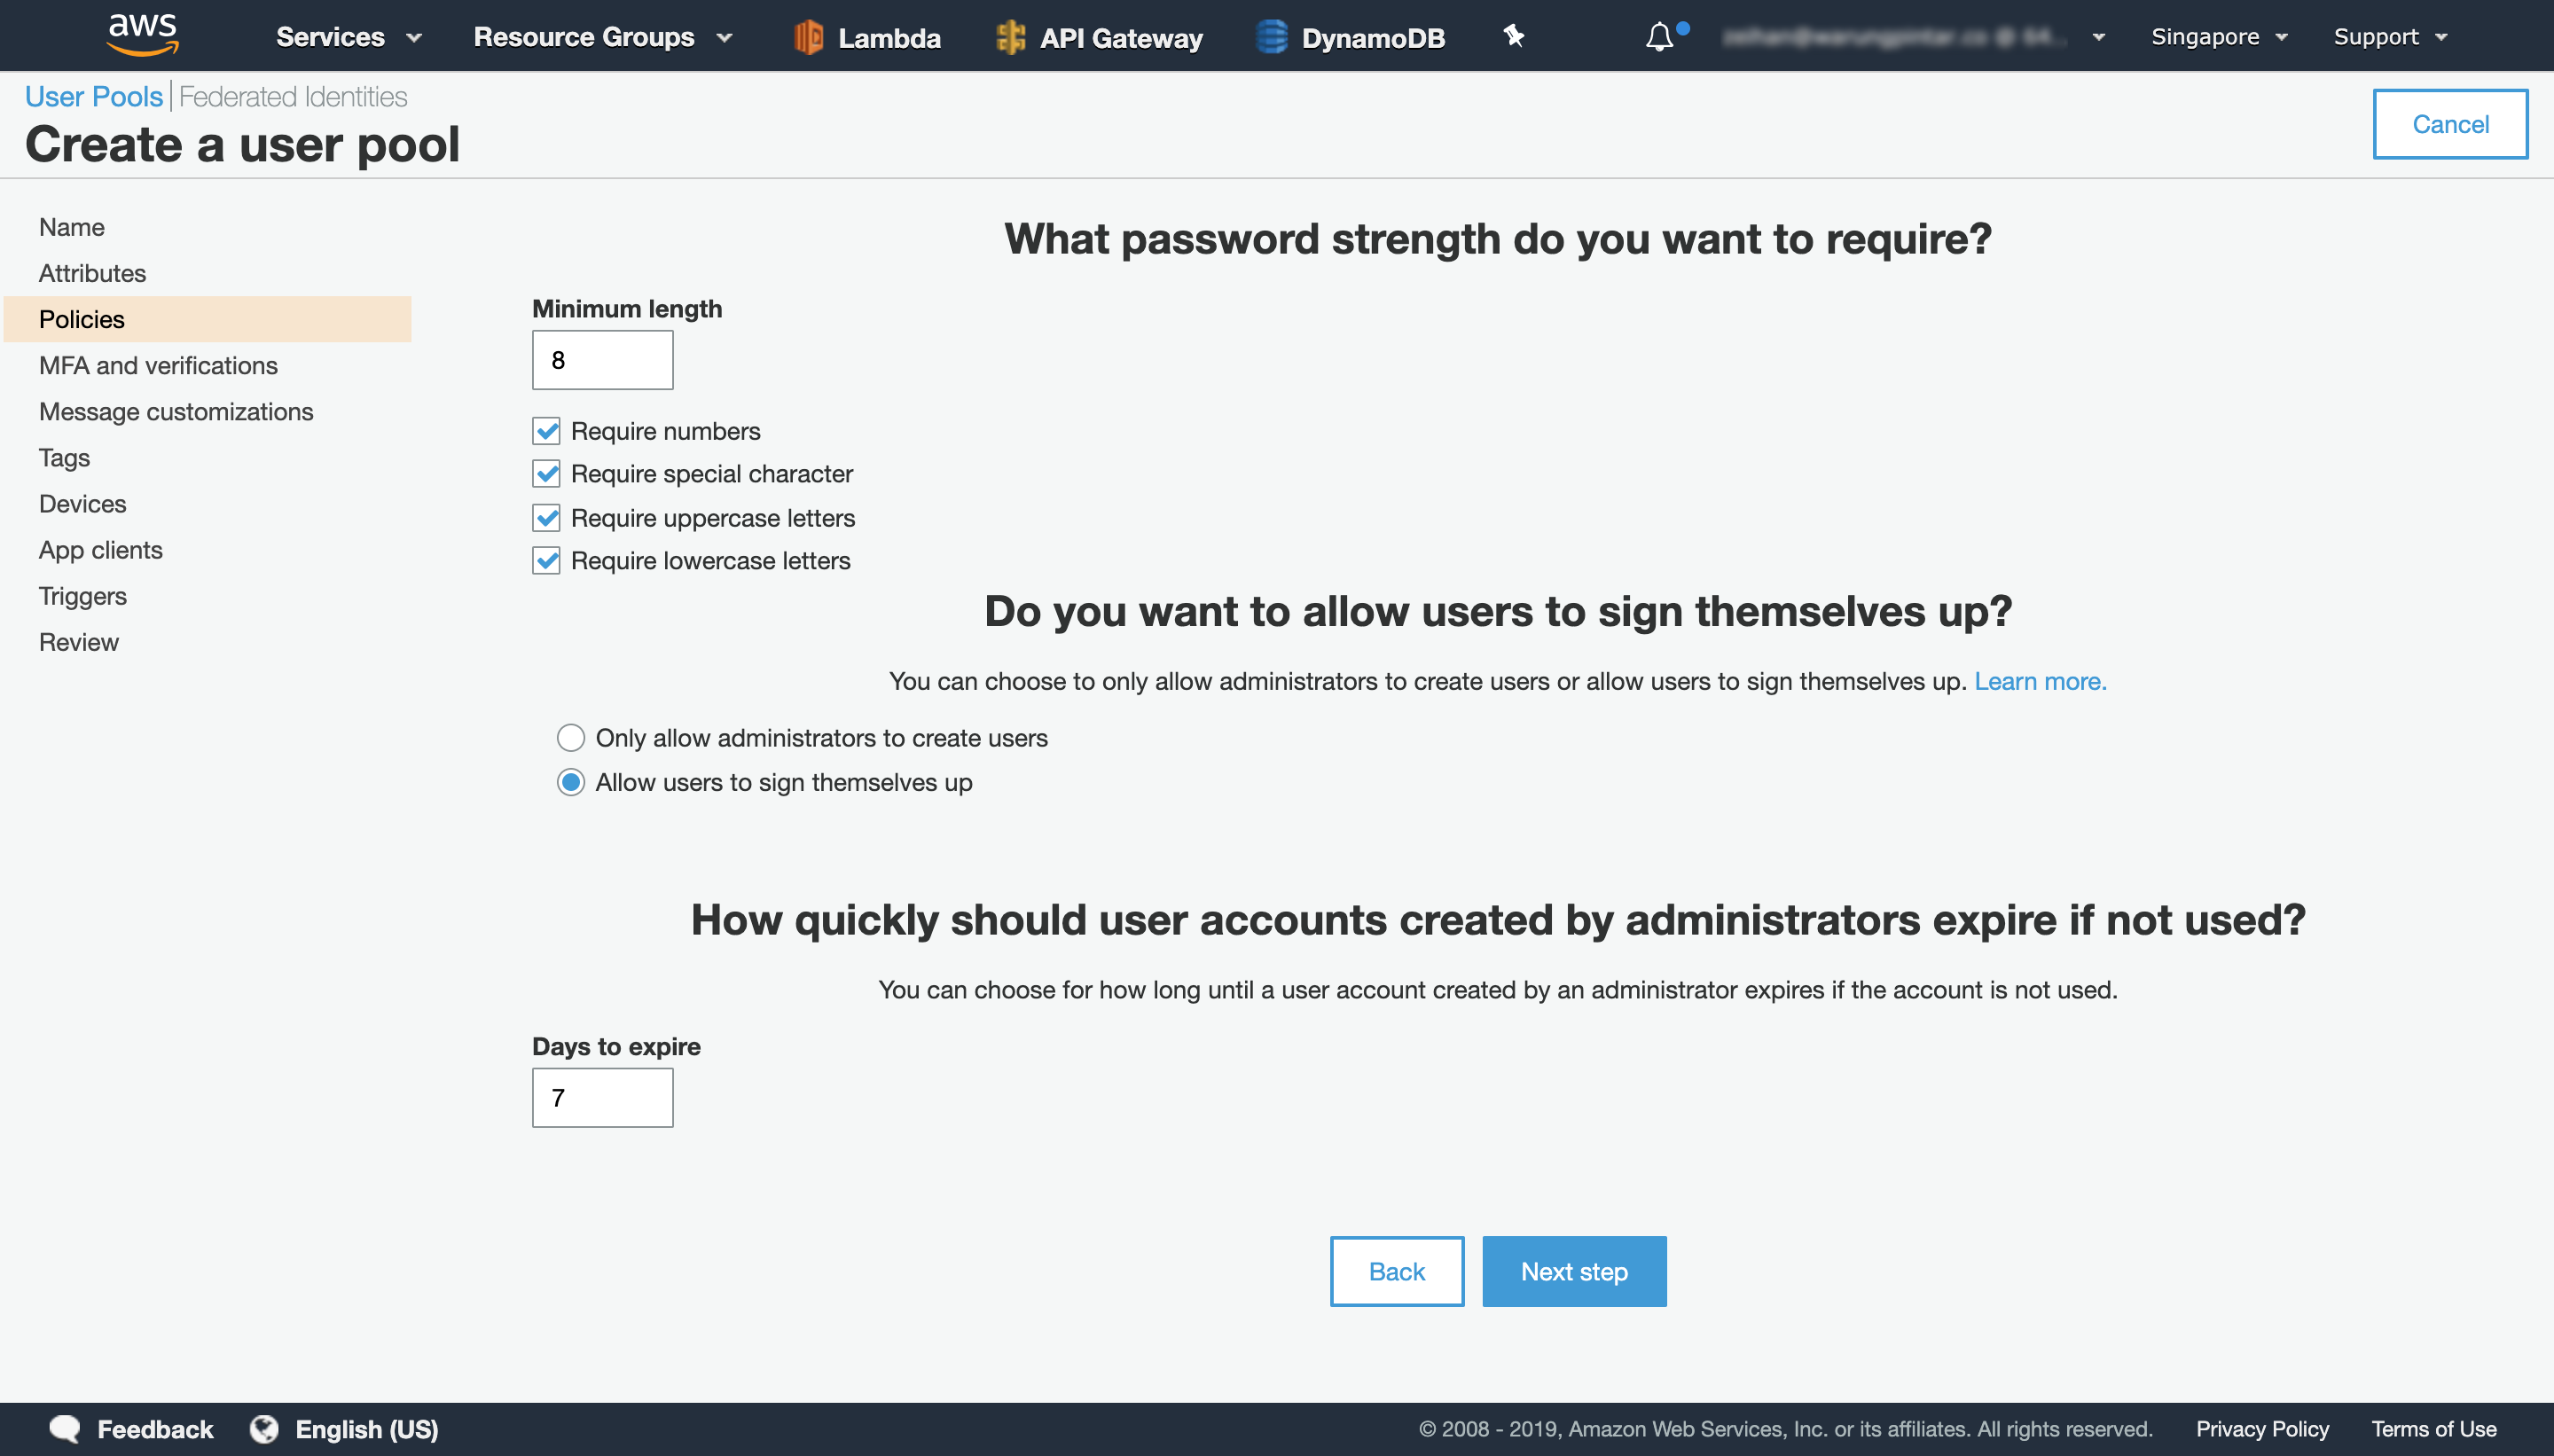 aws Services Resource Groups Lambda API Gateway DynamoDB Singapore Support
User Pools | Federated Identities
Create a user pool
Cancel
Name
Attributes
Policies
MFA and verifications
Message customizations
Tags
Devices
App clients
Triggers
Review
What password strength do you want to require?
Minimum length
8
Require numbers
Require special character
Require uppercase letters
Require lowercase letters
Do you want to allow users to sign themselves up?
You can choose to only allow administrators to create users or allow users to sign themselves up. Learn more.
Only allow administrators to create users
Allow users to sign themselves up
How quickly should user accounts created by administrators expire if not used?
You can choose for how long until a user account created by an administrator expires if the account is not used.
Days to expire
7
Back Next step
Feedback English (US) © 2008 - 2019, Amazon Web Services, Inc. or its affiliates. All rights reserved. Privacy Policy Terms of Use